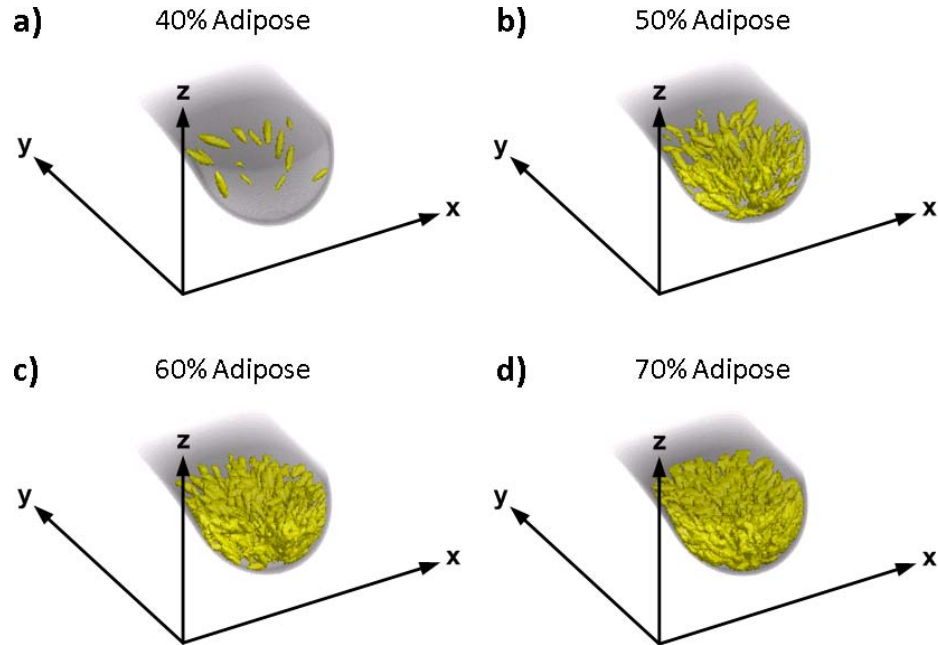 a) 40% Adipose
b) 50% Adipose
z
y
x
z
y
x
c) 60% Adipose
d) 70% Adipose
z
y
x
z
y
x